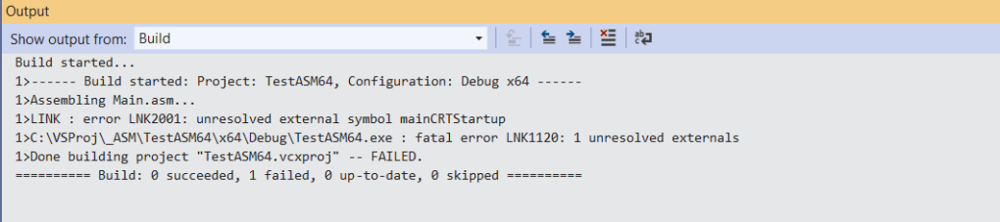 Output
Show output from: Build
Build started...
1>------ Build started: Project: TestASM64, Configuration: Debug x64 ------
1>Assembling Main.asm...
1>LINK : error LNK2001: unresolved external symbol mainCRTStartup
1>C:\VSProj\_ASM\TestASM64\x64\Debug\TestASM64.exe : fatal error LNK1120: 1 unresolved externals
1>Done building project "TestASM64.vcxproj" -- FAILED.
========== Build: 0 succeeded, 1 failed, 0 up-to-date, 0 skipped ==========